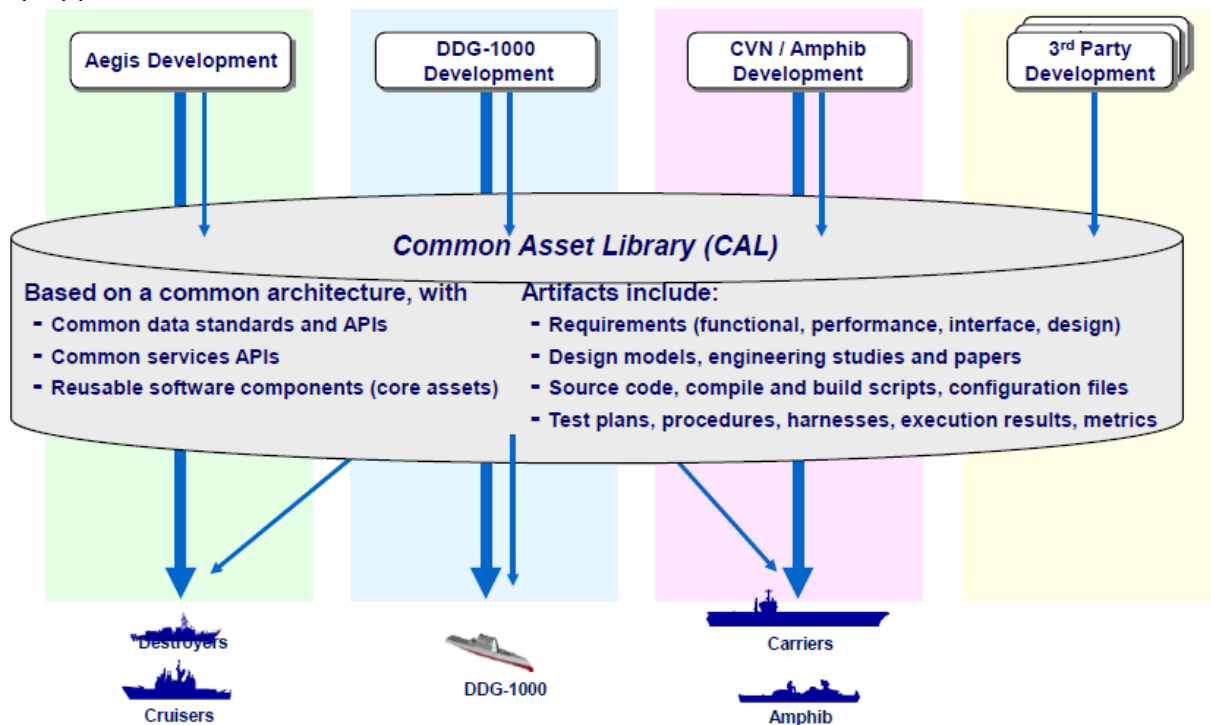 Aegis Development
DDG-1000
Development
CVN / Amphib
Development
3rd Party
Development
Common Asset Library (CAL)
Based on a common architecture, with
- Common data standards and APIs
- Common services APIs
- Reusable software components (core assets)
Artifacts include:
- Requirements (functional, performance, interface, design)
- Design models, engineering studies and papers
- Source code, compile and build scripts, configuration files
- Test plans, procedures, harnesses, execution results, metrics
Destroyers
Cruisers
DDG-1000
Carriers
Amphib